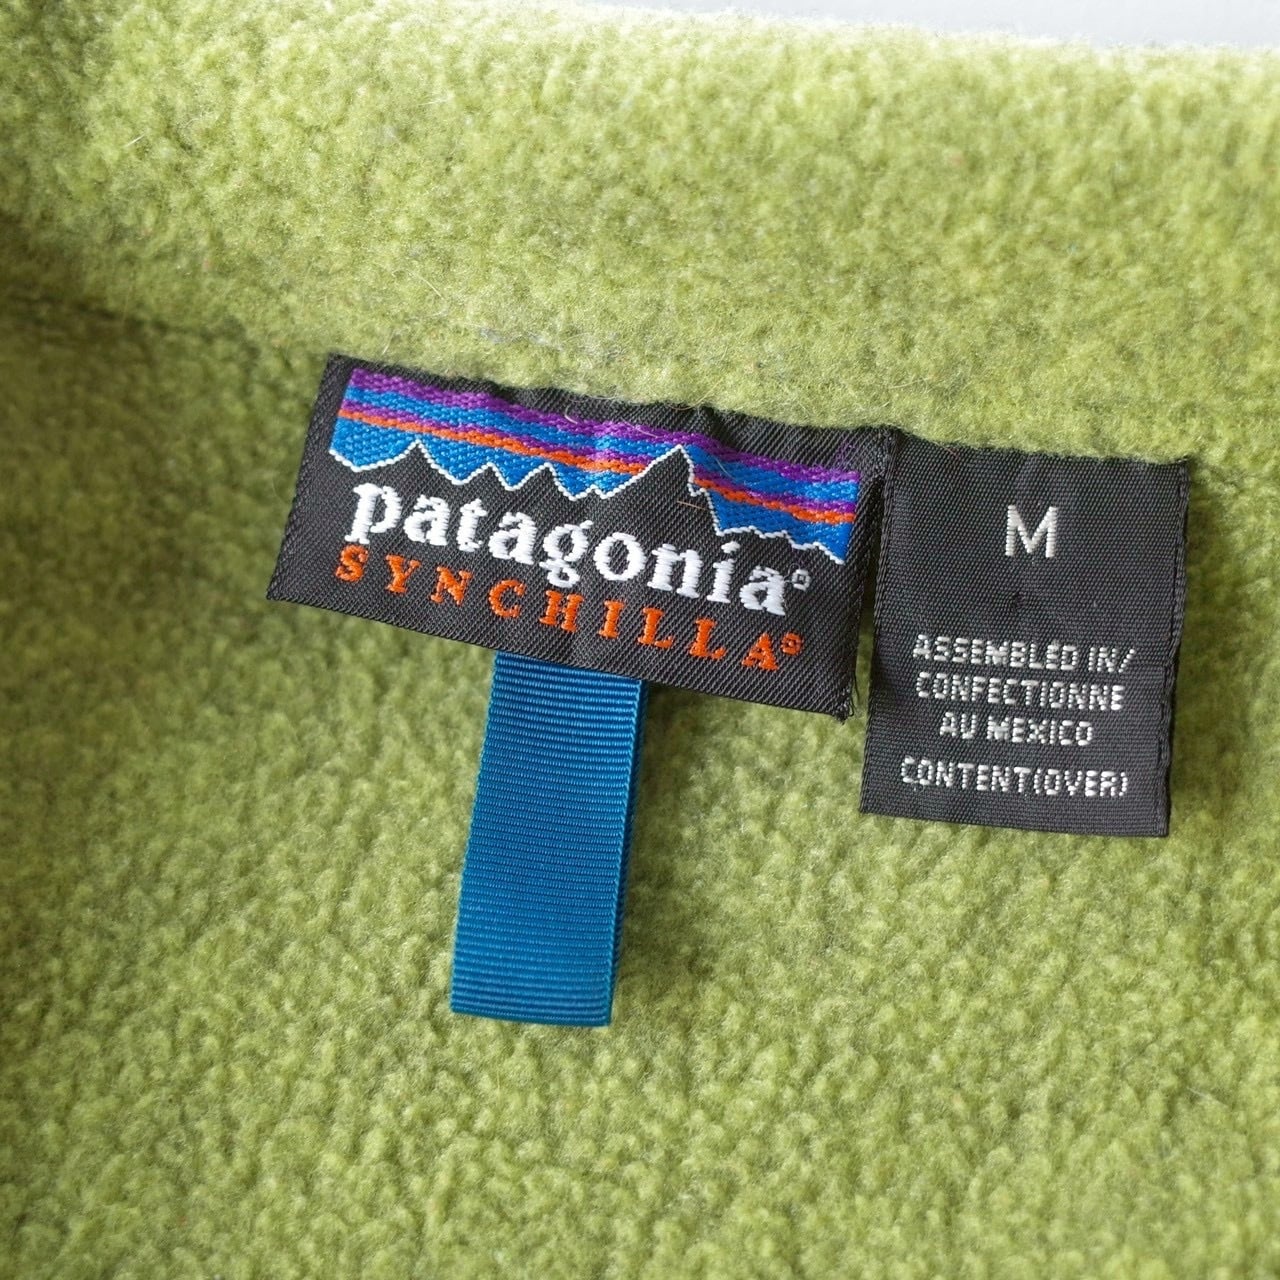 patagonia®
SYNCHILLA®
M
ASSEMBLED IN/
CONFECTIONNE
AU MEXICO
CONTENT(OVER)